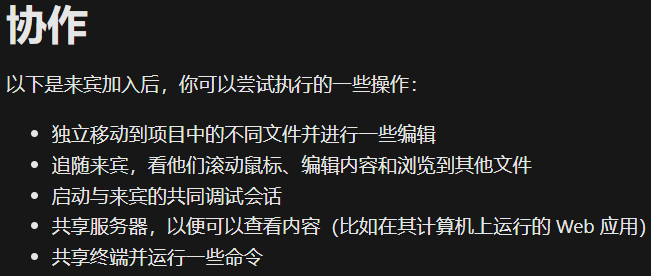 协作
以下是来宾加入后，你可以尝试执行的一些操作：
• 独立移动到项目中的不同文件并进行一些编辑
• 追随来宾，看他们滚动鼠标、编辑内容和浏览到其他文件
• 启动与来宾的共同调试会话
• 共享服务器，以便可以查看内容（比如在其计算机上运行的 Web 应用）
• 共享终端并运行一些命令